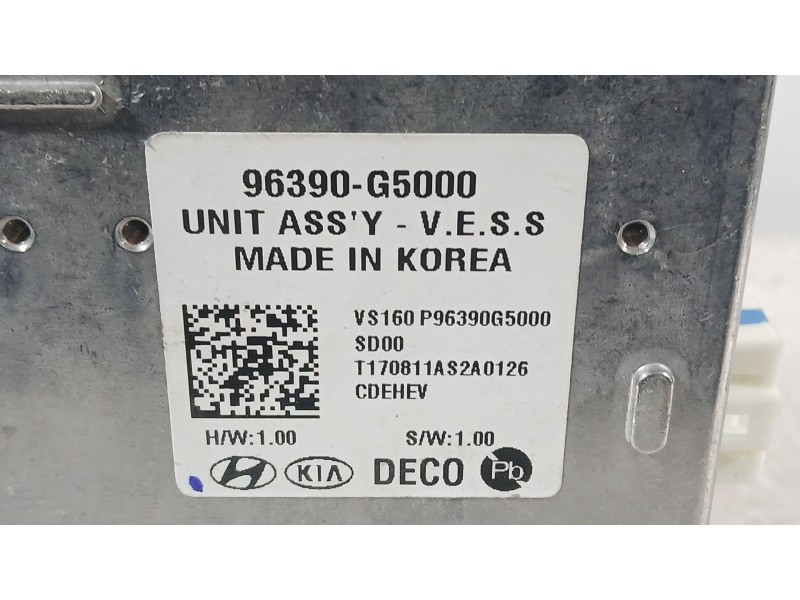 96390-G5000
UNIT ASS'Y - V.E.S.S
MADE IN KOREA
VS160 P96390G5000
SD00
T170811AS2A0126
CDEHEV
H/W:1.00 S/W:1.00
KIA DECO Pb